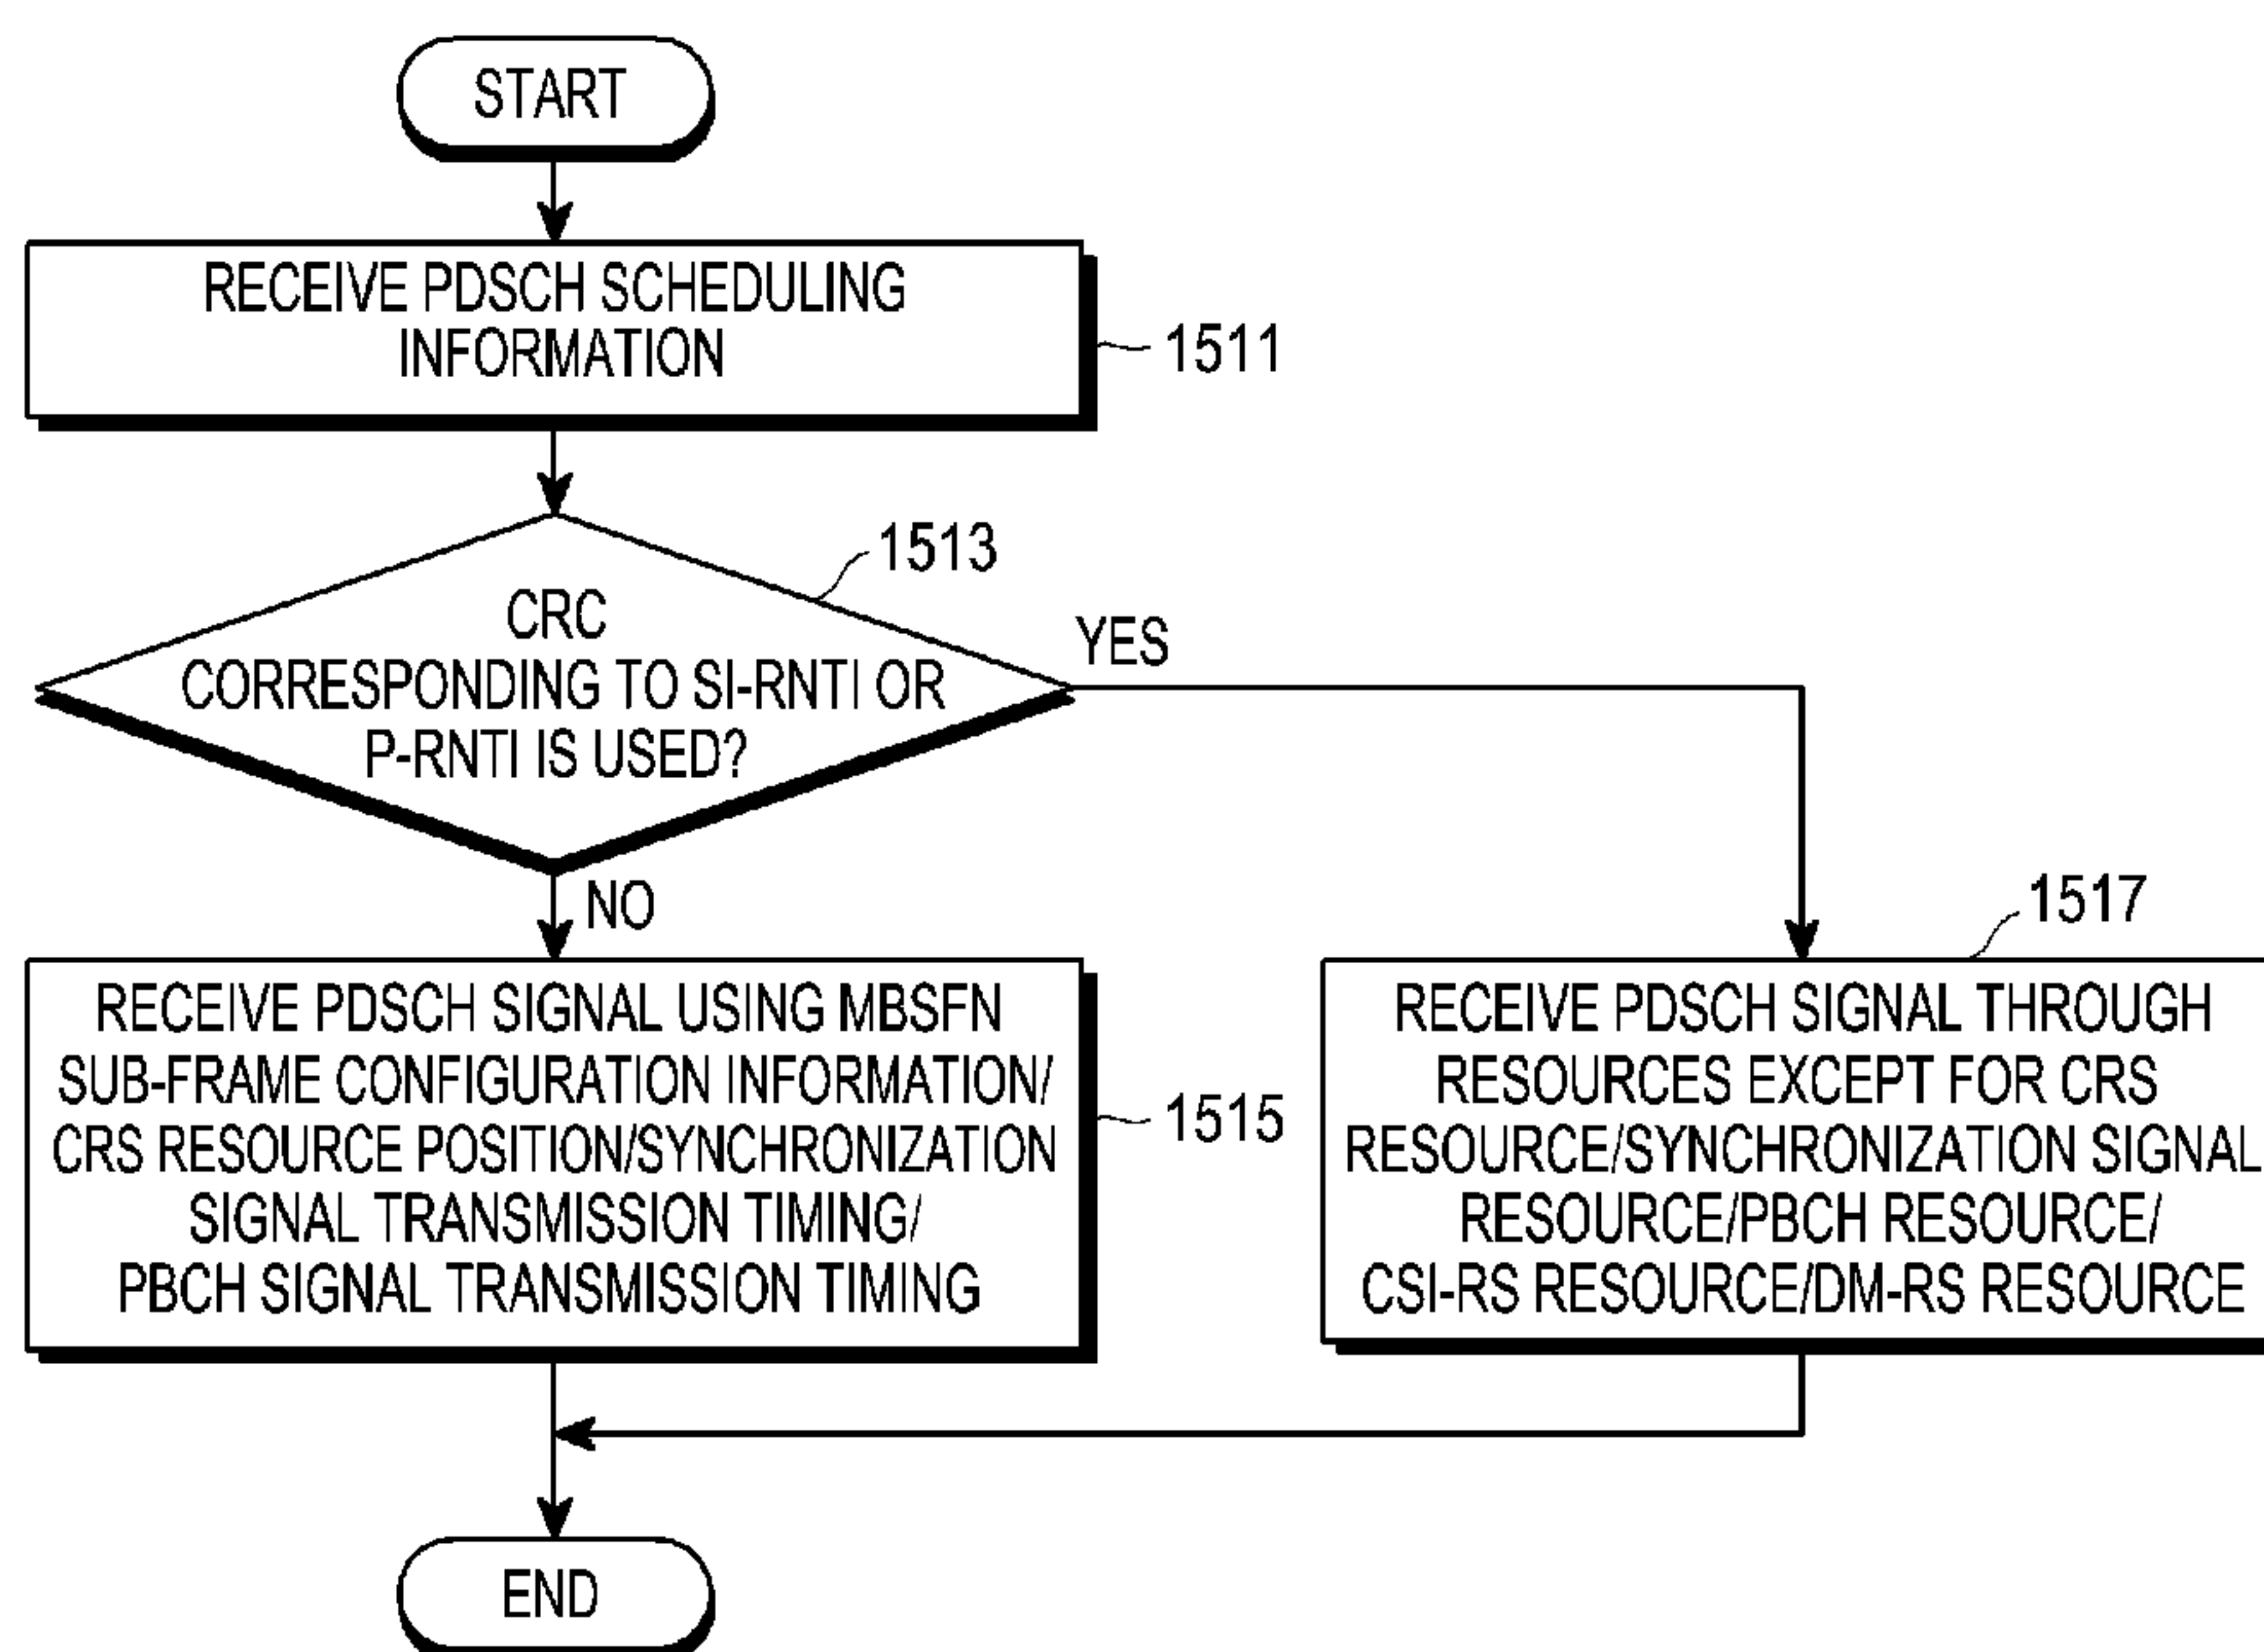 START
RECEIVE PDSCH SCHEDULING
INFORMATION
1511
1513
CRC
CORRESPONDING TO SI-RNTI OR
P-RNTI IS USED?
YES
NO
RECEIVE PDSCH SIGNAL USING MBSFN
SUB-FRAME CONFIGURATION INFORMATION/
CRS RESOURCE POSITION/SYNCHRONIZATION
SIGNAL TRANSMISSION TIMING/
PBCH SIGNAL TRANSMISSION TIMING
1515
1517
RECEIVE PDSCH SIGNAL THROUGH
RESOURCES EXCEPT FOR CRS
RESOURCE/SYNCHRONIZATION SIGNAL
RESOURCE/PBCH RESOURCE/
CSI-RS RESOURCE/DM-RS RESOURCE
END